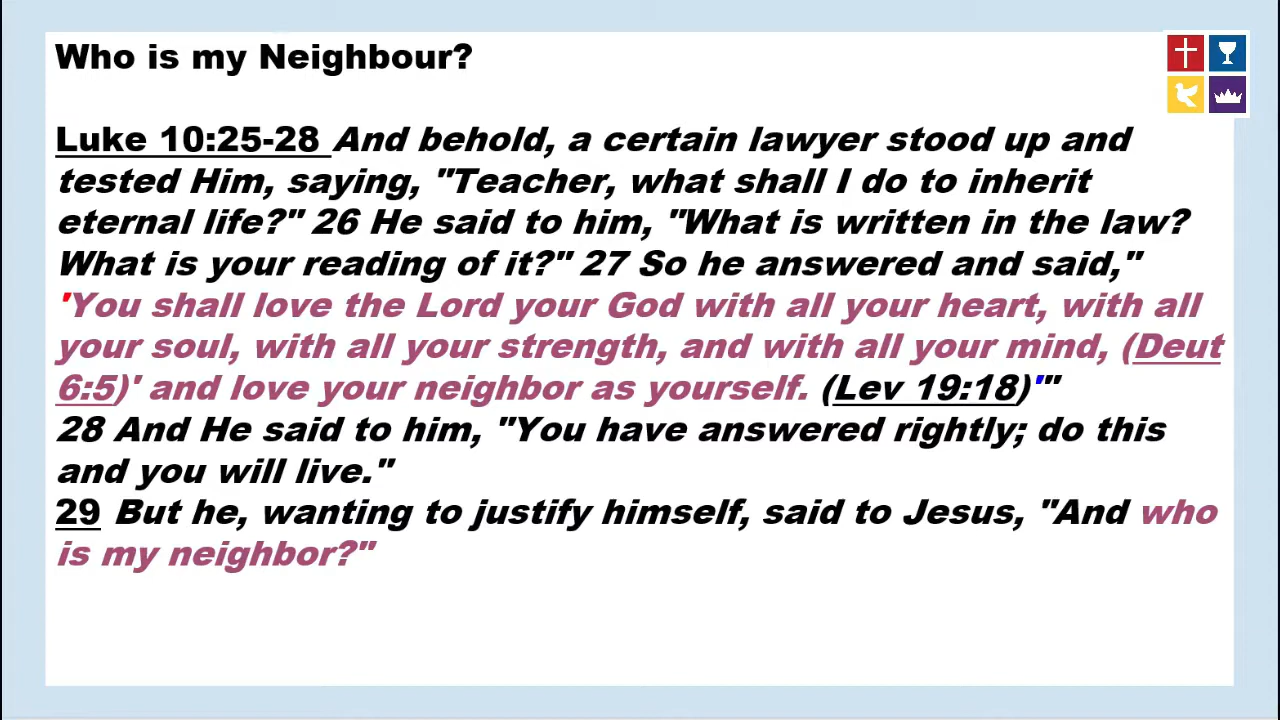 Who is my Neighbour?
Luke 10:25-28 And behold, a certain lawyer stood up and
tested Him, saying, "Teacher, what shall I do to inherit
eternal life?" 26 He said to him, "What is written in the law?
What is your reading of it?" 27 So he answered and said,"
'You shall love the Lord your God with all your heart, with all
your soul, with all your strength, and with all your mind, (Deut
6:5)' and love your neighbor as yourself. (Lev 19:18)'"
28 And He said to him, "You have answered rightly; do this
and you will live."
29 But he, wanting to justify himself, said to Jesus, "And who
is my neighbor?"